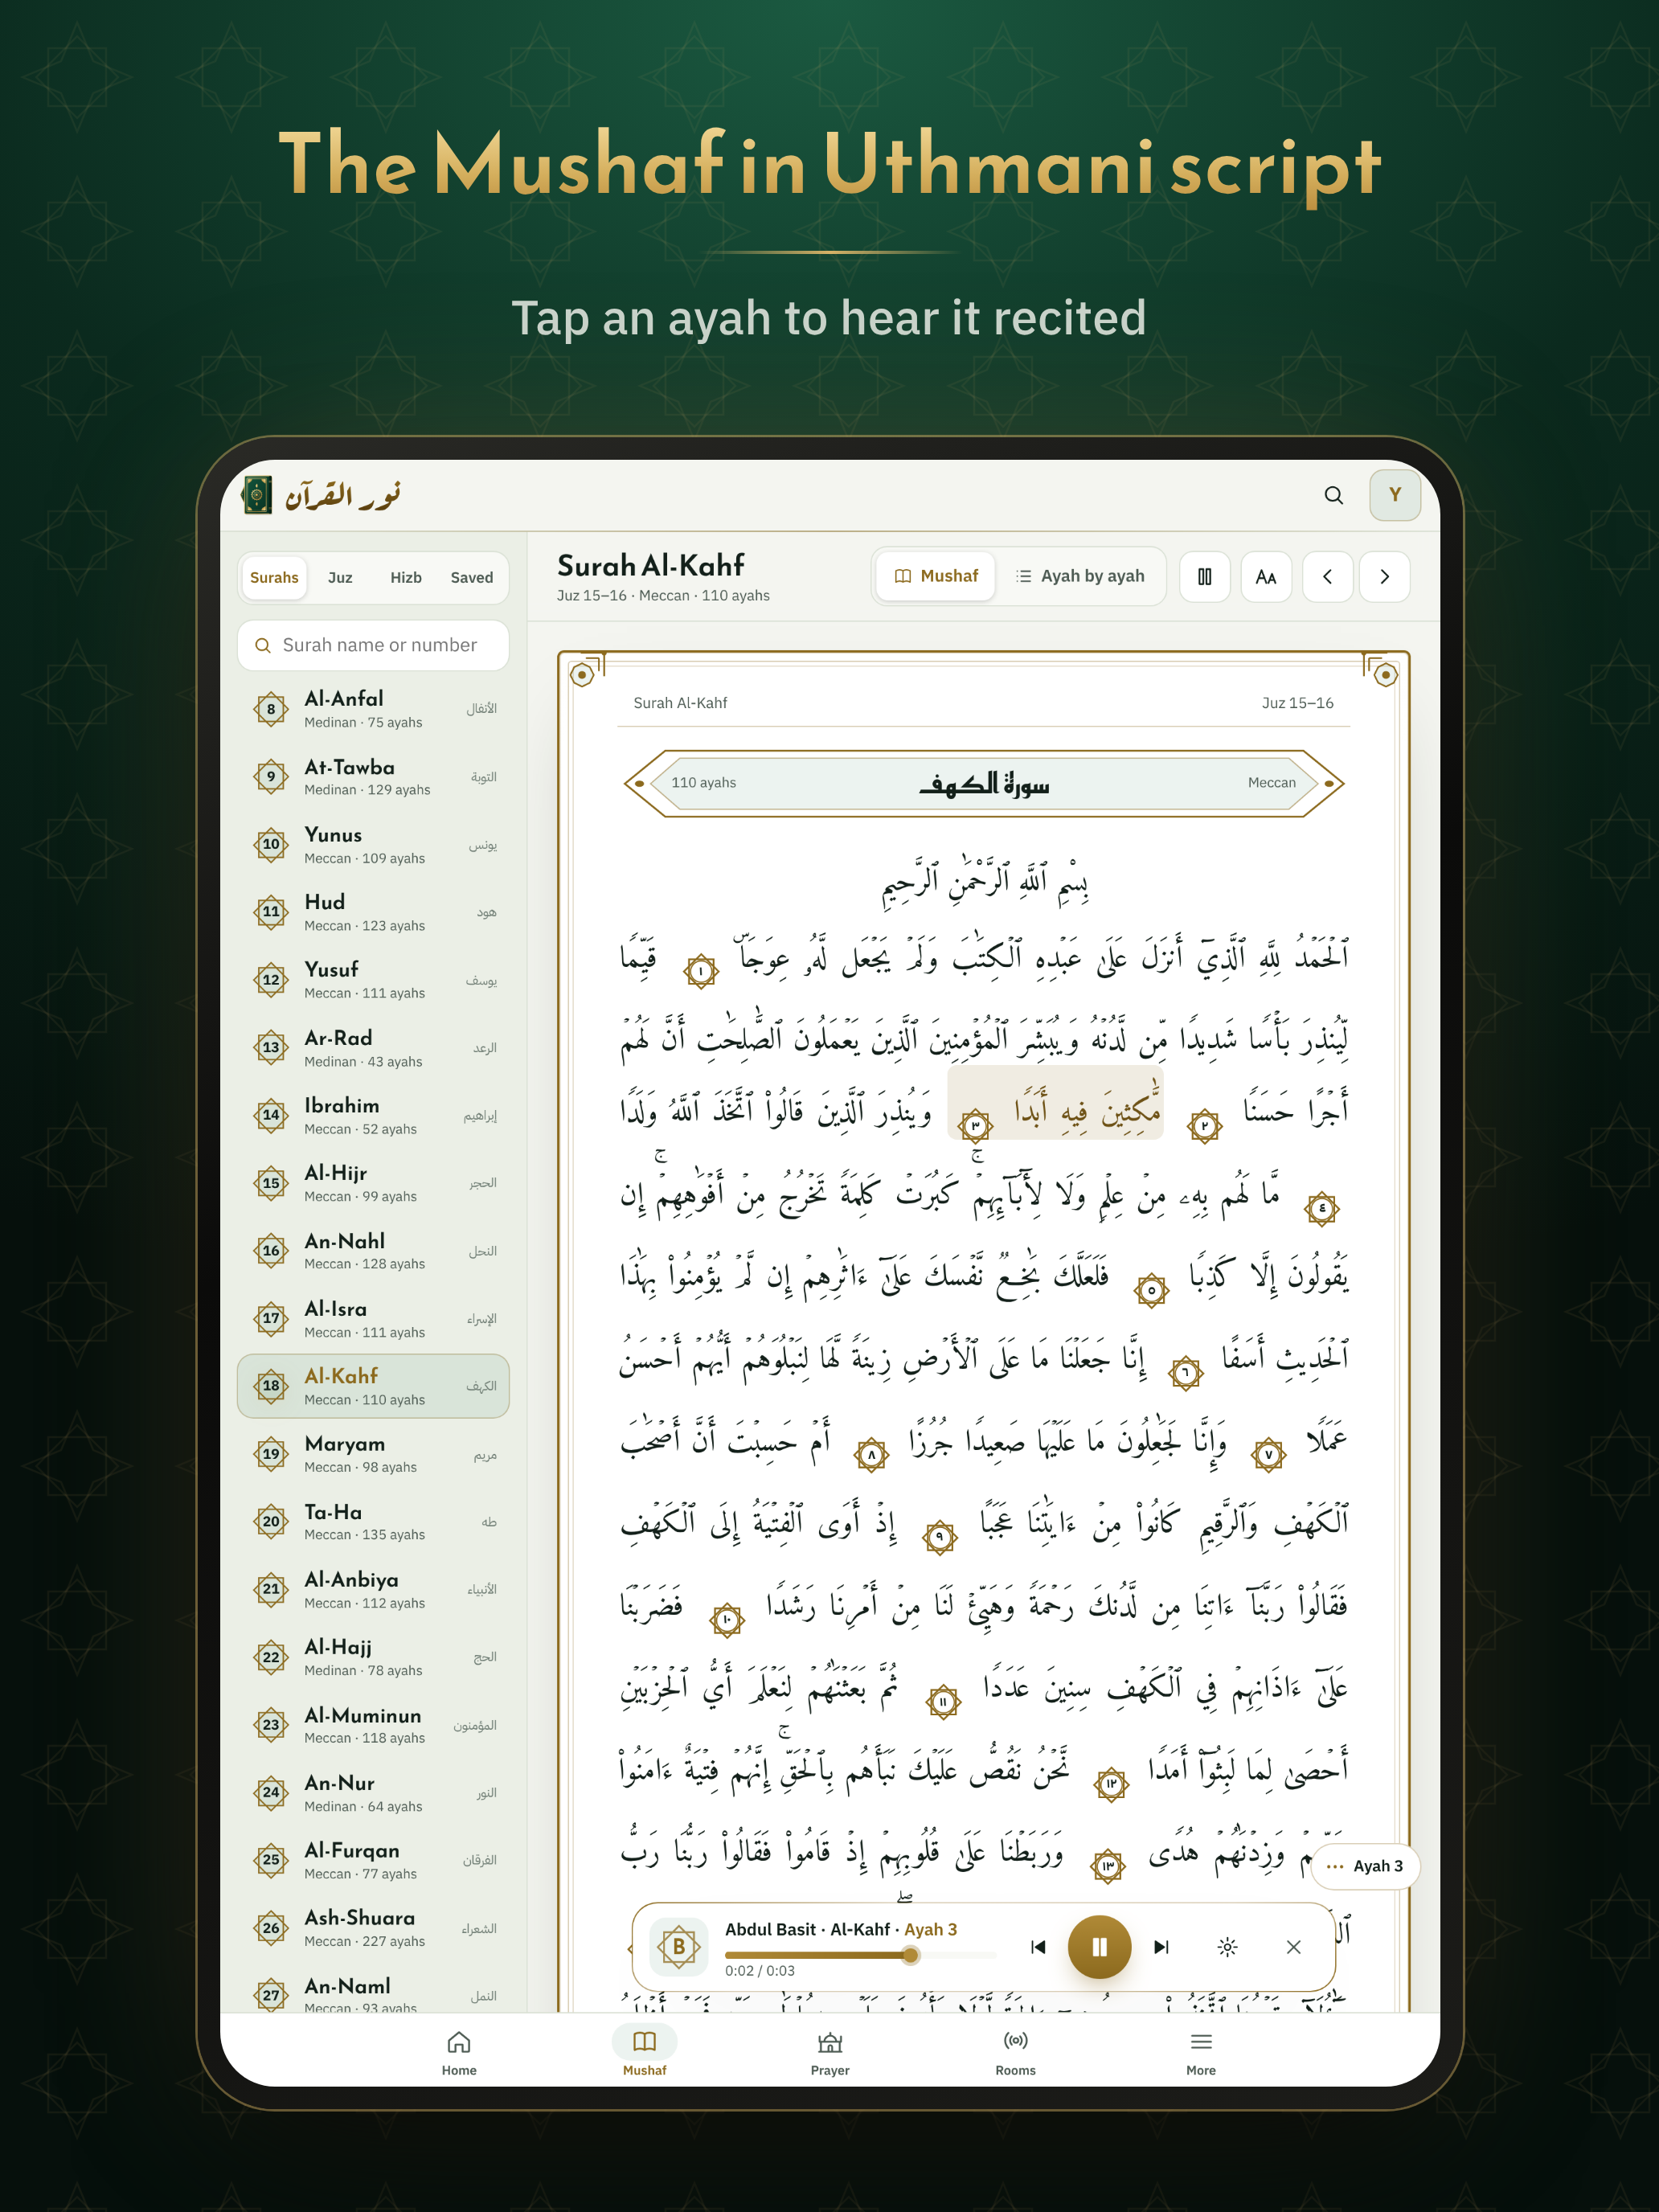 The Mushaf in Uthmani script
Tap an ayah to hear it recited
نور القرآن
Y
Surahs Juz Hizb Saved
Surah name or number
8 Al-Anfal الأنفال
Medinan · 75 ayahs
9 At-Tawba التوبة
Medinan · 129 ayahs
10 Yunus يونس
Meccan · 109 ayahs
11 Hud هود
Meccan · 123 ayahs
12 Yusuf يوسف
Meccan · 111 ayahs
13 Ar-Rad الرعد
Medinan · 43 ayahs
14 Ibrahim إبراهيم
Meccan · 52 ayahs
15 Al-Hijr الحجر
Meccan · 99 ayahs
16 An-Nahl النحل
Meccan · 128 ayahs
17 Al-Isra الإسراء
Meccan · 111 ayahs
18 Al-Kahf الكهف
Meccan · 110 ayahs
19 Maryam مريم
Meccan · 98 ayahs
20 Ta-Ha طه
Meccan · 135 ayahs
21 Al-Anbiya الأنبياء
Meccan · 112 ayahs
22 Al-Hajj الحج
Medinan · 78 ayahs
23 Al-Muminun المؤمنون
Meccan · 118 ayahs
24 An-Nur النور
Medinan · 64 ayahs
25 Al-Furqan الفرقان
Meccan · 77 ayahs
26 Ash-Shuara الشعراء
Meccan · 227 ayahs
27 An-Naml النمل
Meccan · 93 ayahs
Surah Al-Kahf
Juz 15–16 · Meccan · 110 ayahs
Mushaf Ayah by ayah AA
Surah Al-Kahf Juz 15–16
110 ayahs سورة الكهف Meccan
بِسْمِ ٱللَّهِ ٱلرَّحْمَٰنِ ٱلرَّحِيمِ
ٱلْحَمْدُ لِلَّهِ ٱلَّذِىٓ أَنزَلَ عَلَىٰ عَبْدِهِ ٱلْكِتَٰبَ وَلَمْ يَجْعَل لَّهُۥ عِوَجَاۜ ١ قَيِّمًا
لِّيُنذِرَ بَأْسًا شَدِيدًا مِّن لَّدُنْهُ وَيُبَشِّرَ ٱلْمُؤْمِنِينَ ٱلَّذِينَ يَعْمَلُونَ ٱلصَّٰلِحَٰتِ أَنَّ لَهُمْ
أَجْرًا حَسَنًا ٢ مَّٰكِثِينَ فِيهِ أَبَدًا ٣ وَيُنذِرَ ٱلَّذِينَ قَالُوا۟ ٱتَّخَذَ ٱللَّهُ وَلَدًا
٤ مَّا لَهُم بِهِۦ مِنْ عِلْمٍ وَلَا لِأٓبَآئِهِمْ ۚ كَبُرَتْ كَلِمَةً تَخْرُجُ مِنْ أَفْوَٰهِهِمْ ۚ إِن
يَقُولُونَ إِلَّا كَذِبًا ٥ فَلَعَلَّكَ بَٰخِعٌ نَّفْسَكَ عَلَىٰٓ ءَاثَٰرِهِمْ إِن لَّمْ يُؤْمِنُوا۟ بِهَٰذَا
ٱلْحَدِيثِ أَسَفًا ٦ إِنَّا جَعَلْنَا مَا عَلَى ٱلْأَرْضِ زِينَةً لَّهَا لِنَبْلُوَهُمْ أَيُّهُمْ أَحْسَنُ
عَمَلًا ٧ وَإِنَّا لَجَٰعِلُونَ مَا عَلَيْهَا صَعِيدًا جُرُزًا ٨ أَمْ حَسِبْتَ أَنَّ أَصْحَٰبَ
ٱلْكَهْفِ وَٱلرَّقِيمِ كَانُوا۟ مِنْ ءَايَٰتِنَا عَجَبًا ٩ إِذْ أَوَى ٱلْفِتْيَةُ إِلَى ٱلْكَهْفِ
فَقَالُوا۟ رَبَّنَآ ءَاتِنَا مِن لَّدُنكَ رَحْمَةً وَهَيِّئْ لَنَا مِنْ أَمْرِنَا رَشَدًا ١٠ فَضَرَبْنَا
عَلَىٰٓ ءَاذَانِهِمْ فِي ٱلْكَهْفِ سِنِينَ عَدَدًا ١١ ثُمَّ بَعَثْنَٰهُمْ لِنَعْلَمَ أَيُّ ٱلْحِزْبَيْنِ
أَحْصَىٰ لِمَا لَبِثُوٓا۟ أَمَدًا ١٢ نَّحْنُ نَقُصُّ عَلَيْكَ نَبَأَهُم بِٱلْحَقِّ ۚ إِنَّهُمْ فِتْيَةٌ ءَامَنُوا۟
وَزِدْنَٰهُمْ هُدًى ١٣ وَرَبَطْنَا عَلَىٰ قُلُوبِهِمْ إِذْ قَامُوا۟ فَقَالُوا۟ رَبُّنَا رَبُّ
Ayah 3
B Abdul Basit · Al-Kahf · Ayah 3
0:02 / 0:03
Home Mushaf Prayer Rooms More